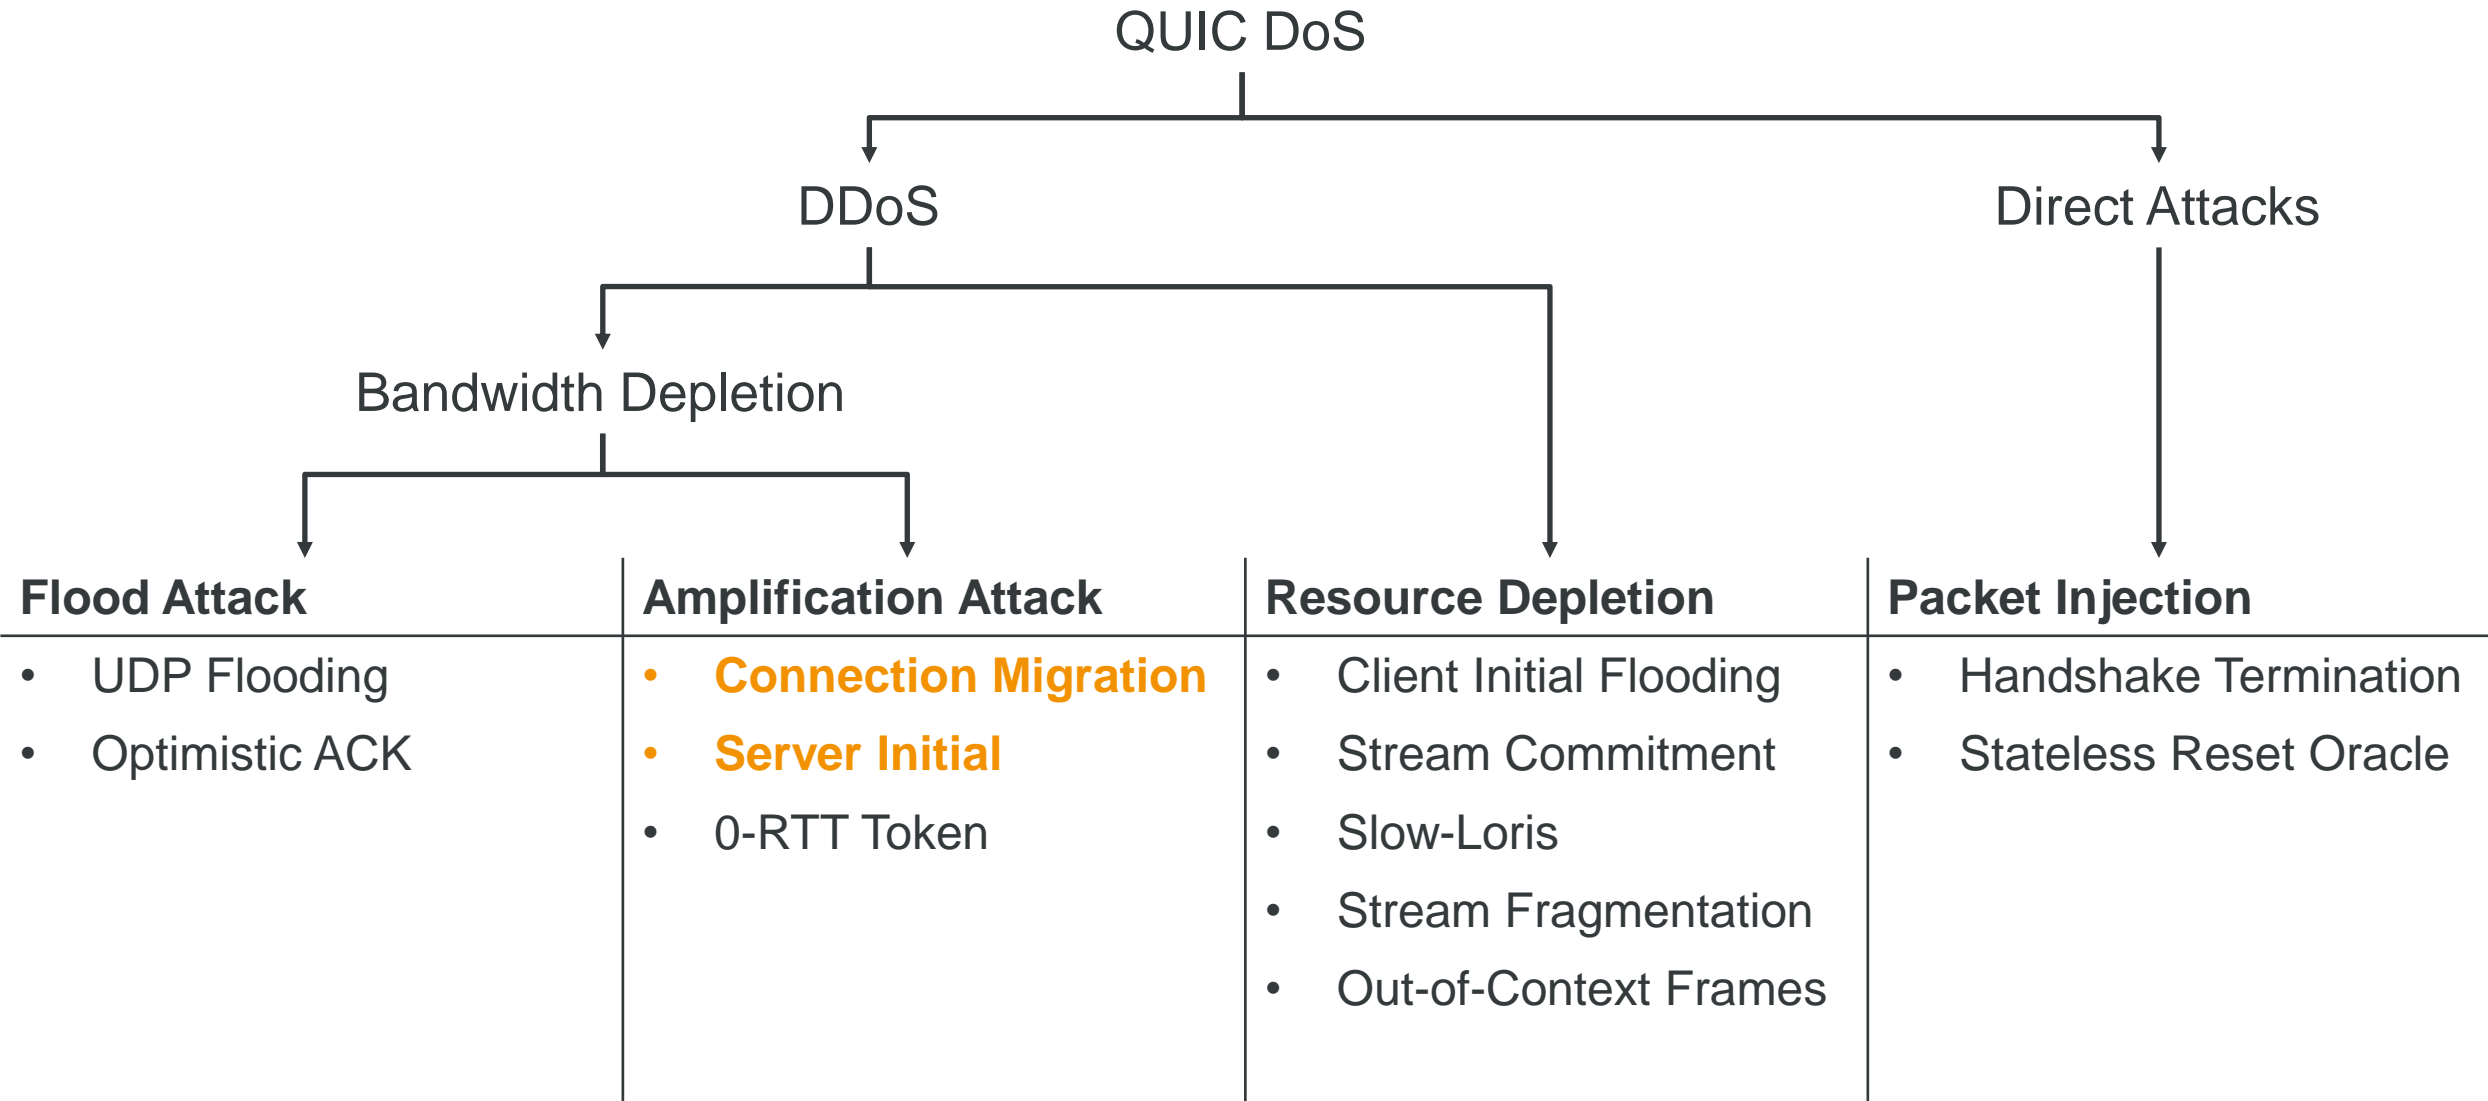 QUIC DoS
DDoS
Direct Attacks
Bandwidth Depletion
Flood Attack
• UDP Flooding
• Optimistic ACK
Amplification Attack
• Connection Migration
• Server Initial
• 0-RTT Token
Resource Depletion
• Client Initial Flooding
• Stream Commitment
• Slow-Loris
• Stream Fragmentation
• Out-of-Context Frames
Packet Injection
• Handshake Termination
• Stateless Reset Oracle